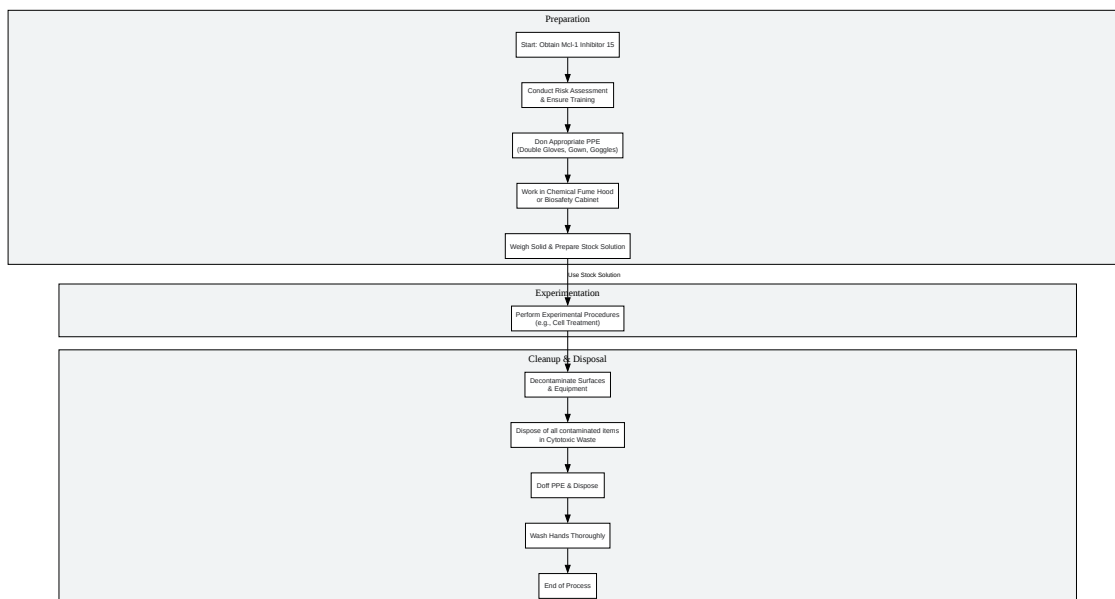 Preparation
Start: Obtain Mcl-1 Inhibitor 15
Conduct Risk Assessment
& Ensure Training
Don Appropriate PPE
(Double Gloves, Gown, Goggles)
Work in Chemical Fume Hood
or Biosafety Cabinet
Weigh Solid & Prepare Stock Solution
Use Stock Solution
Experimentation
Perform Experimental Procedures
(e.g., Cell Treatment)
Cleanup & Disposal
Decontaminate Surfaces
& Equipment
Dispose of all contaminated items
in Cytotoxic Waste
Doff PPE & Dispose
Wash Hands Thoroughly
End of Process